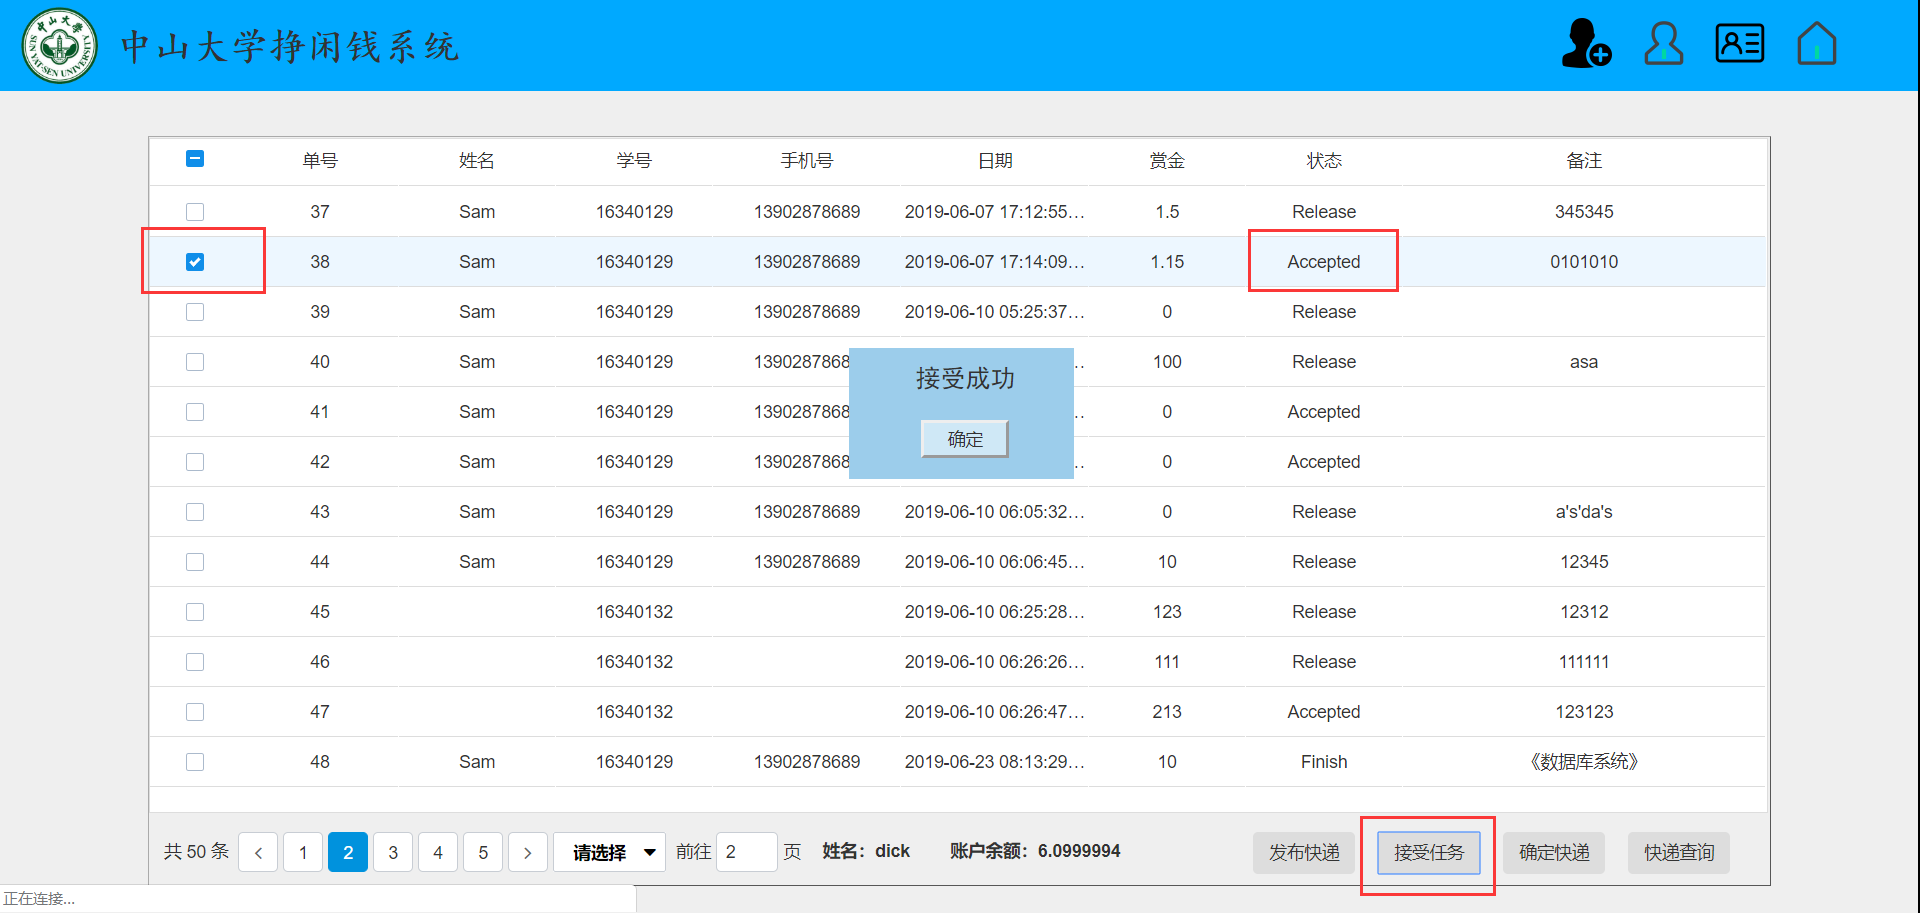 中山大学 SUN YAT-SEN UNIVERSITY
中山大学挣闲钱系统
单号 姓名 学号 手机号 日期 赏金 状态 备注
37 Sam 16340129 13902878689 2019-06-07 17:12:55... 1.5 Release 345345
38 Sam 16340129 13902878689 2019-06-07 17:14:09... 1.15 Accepted 0101010
39 Sam 16340129 13902878689 2019-06-10 05:25:37... 0 Release
40 Sam 16340129 1390287868 100 Release asa
接受成功
41 Sam 16340129 1390287868 0 Accepted
确定
42 Sam 16340129 1390287868 0 Accepted
43 Sam 16340129 13902878689 2019-06-10 06:05:32... 0 Release a's'da's
44 Sam 16340129 13902878689 2019-06-10 06:06:45... 10 Release 12345
45 16340132 2019-06-10 06:25:28... 123 Release 12312
46 16340132 2019-06-10 06:26:26... 111 Release 111111
47 16340132 2019-06-10 06:26:47... 213 Accepted 123123
48 Sam 16340129 13902878689 2019-06-23 08:13:29... 10 Finish 《数据库系统》
共 50 条 < 1 2 3 4 5 > 请选择 前往 2 页 姓名：dick 账户余额：6.0999994 发布快递 接受任务 确定快递 快递查询
正在连接...